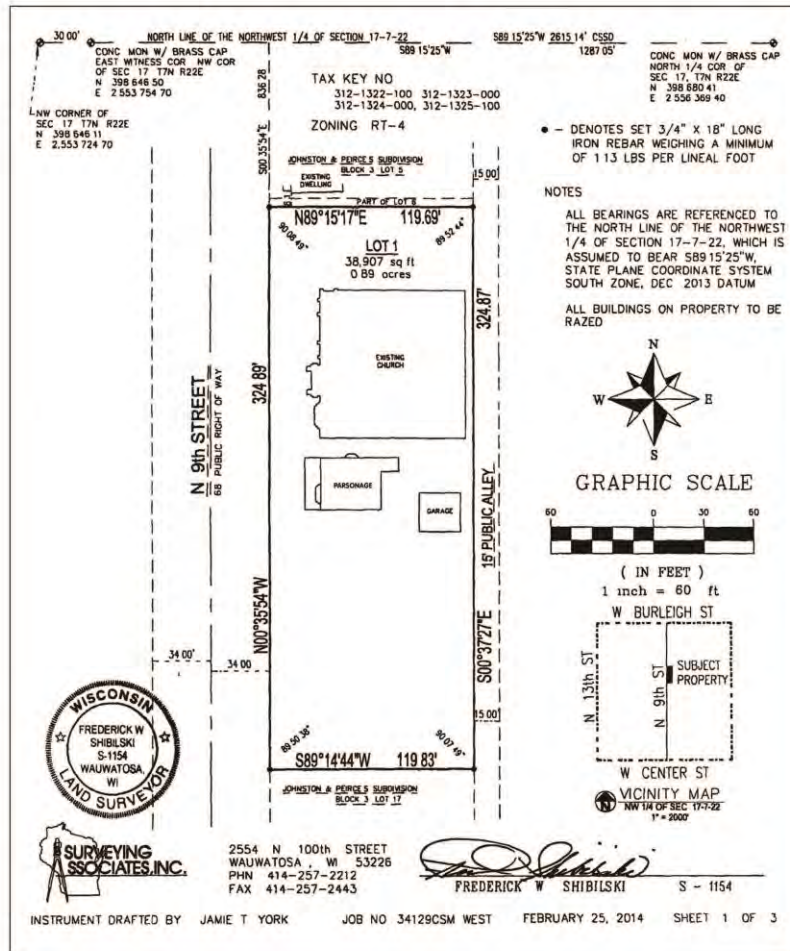 30 00'
NORTH LINE OF THE NORTHWEST 1/4 OF SECTION 17-7-22
S89 15'25"W
S89 15'25"W 2615 14' CSSD
1287 05'
CONC MON W/ BRASS CAP
EAST WITNESS COR NW COR
OF SEC 17 T7N R22E
N 398 646 50
E 2 553 754 70
NW CORNER OF
SEC 17 T7N R22E
N 398 646 11
E 2,553 724 70
836 28
S00 35'54"E
TAX KEY NO
312-1322-100 312-1323-000
312-1324-000, 312-1325-100
ZONING RT-4
CONC MON W/ BRASS CAP
NORTH 1/4 COR OF
SEC 17, T7N R22E
N 398 680 41
E 2 556 369 40
JOHNSTON & PEIRCE S SUBDIVISION
BLOCK 3 LOT 5
EXISTING
DWELLING
15 00'
PART OF LOT 6
N89°15'17"E 119.69'
90 08 49"
89 52 44"
LOT 1
38,907 sq ft
0 89 acres
324.87'
324 89'
EXISTING
CHURCH
N 9th STREET
68 PUBLIC RIGHT OF WAY
PARSONAGE
GARAGE
15' PUBLIC ALLEY
N00°35'54"W
S00°37'27"E
34 00'
34 00
15 00'
89 50 38"
90 07 49"
S89°14'44"W 119 83'
JOHNSTON & PEIRCE S SUBDIVISION
BLOCK 3 LOT 17
● - DENOTES SET 3/4" X 18" LONG
IRON REBAR WEIGHING A MINIMUM
OF 1 13 LBS PER LINEAL FOOT
NOTES
ALL BEARINGS ARE REFERENCED TO
THE NORTH LINE OF THE NORTHWEST
1/4 OF SECTION 17-7-22, WHICH IS
ASSUMED TO BEAR S89 15'25"W,
STATE PLANE COORDINATE SYSTEM
SOUTH ZONE, DEC 2013 DATUM
ALL BUILDINGS ON PROPERTY TO BE
RAZED
N
W E
S
GRAPHIC SCALE
60 0 30 60
( IN FEET )
1 inch = 60 ft
W BURLEIGH ST
N 13th ST
N 9th ST
SUBJECT
PROPERTY
W CENTER ST
VICINITY MAP
NW 1/4 OF SEC 17-7-22
1" = 2000'
WISCONSIN
FREDERICK W
SHIBILSKI
S-1154
WAUWATOSA,
WI
LAND SURVEYOR
SURVEYING
SSOCIATES, INC.
2554 N 100th STREET
WAUWATOSA , WI 53226
PHN 414-257-2212
FAX 414-257-2443
FREDERICK W SHIBILSKI S - 1154
INSTRUMENT DRAFTED BY JAMIE T YORK JOB NO 34129CSM WEST FEBRUARY 25, 2014 SHEET 1 OF 3